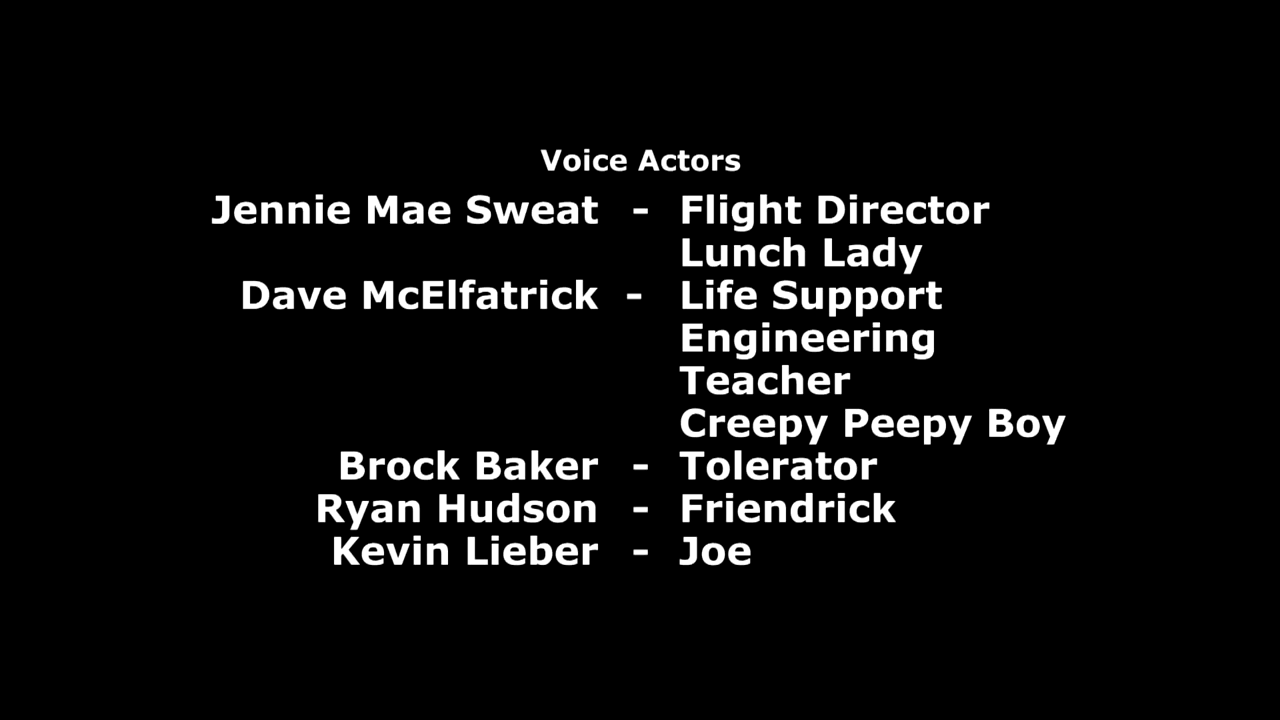 Voice Actors
Jennie Mae Sweat - Flight Director
Lunch Lady
Dave McElfatrick - Life Support
Engineering
Teacher
Creepy Peepy Boy
Brock Baker - Tolerator
Ryan Hudson - Friendrick
Kevin Lieber - Joe